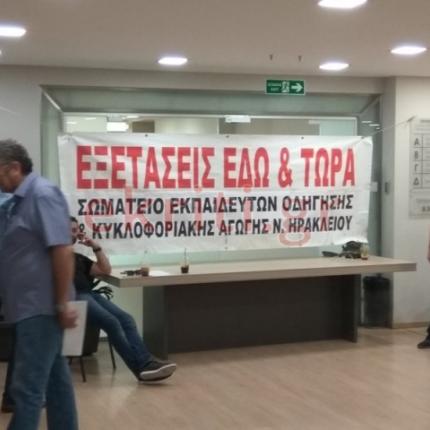 ΕΞΕΤΑΣΕΙΣ ΕΔΩ & ΤΩΡΑ
ΣΩΜΑΤΕΙΟ ΕΚΠΑΙΔΕΥΤΩΝ ΟΔΗΓΗΣΗΣ
& ΚΥΚΛΟΦΟΡΙΑΚΗΣ ΑΓΩΓΗΣ Ν. ΗΡΑΚΛΕΙΟΥ
Α
Β
Γ
Δ